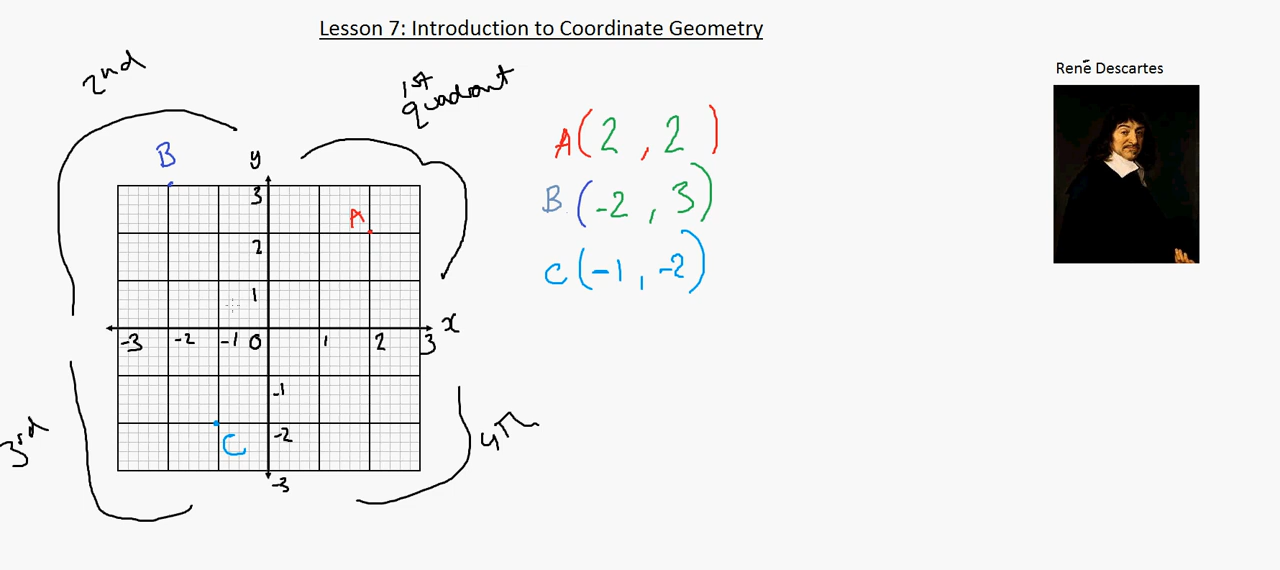 Lesson 7: Introduction to Coordinate Geometry
René Descartes
2nd
1st
quadrant
A(2, 2)
B (-2, 3)
C (-1, -2)
B
y
3
A
2
1
x
-3 -2 -1 0 1 2 3
-1
-2
C
-3
3rd
4th